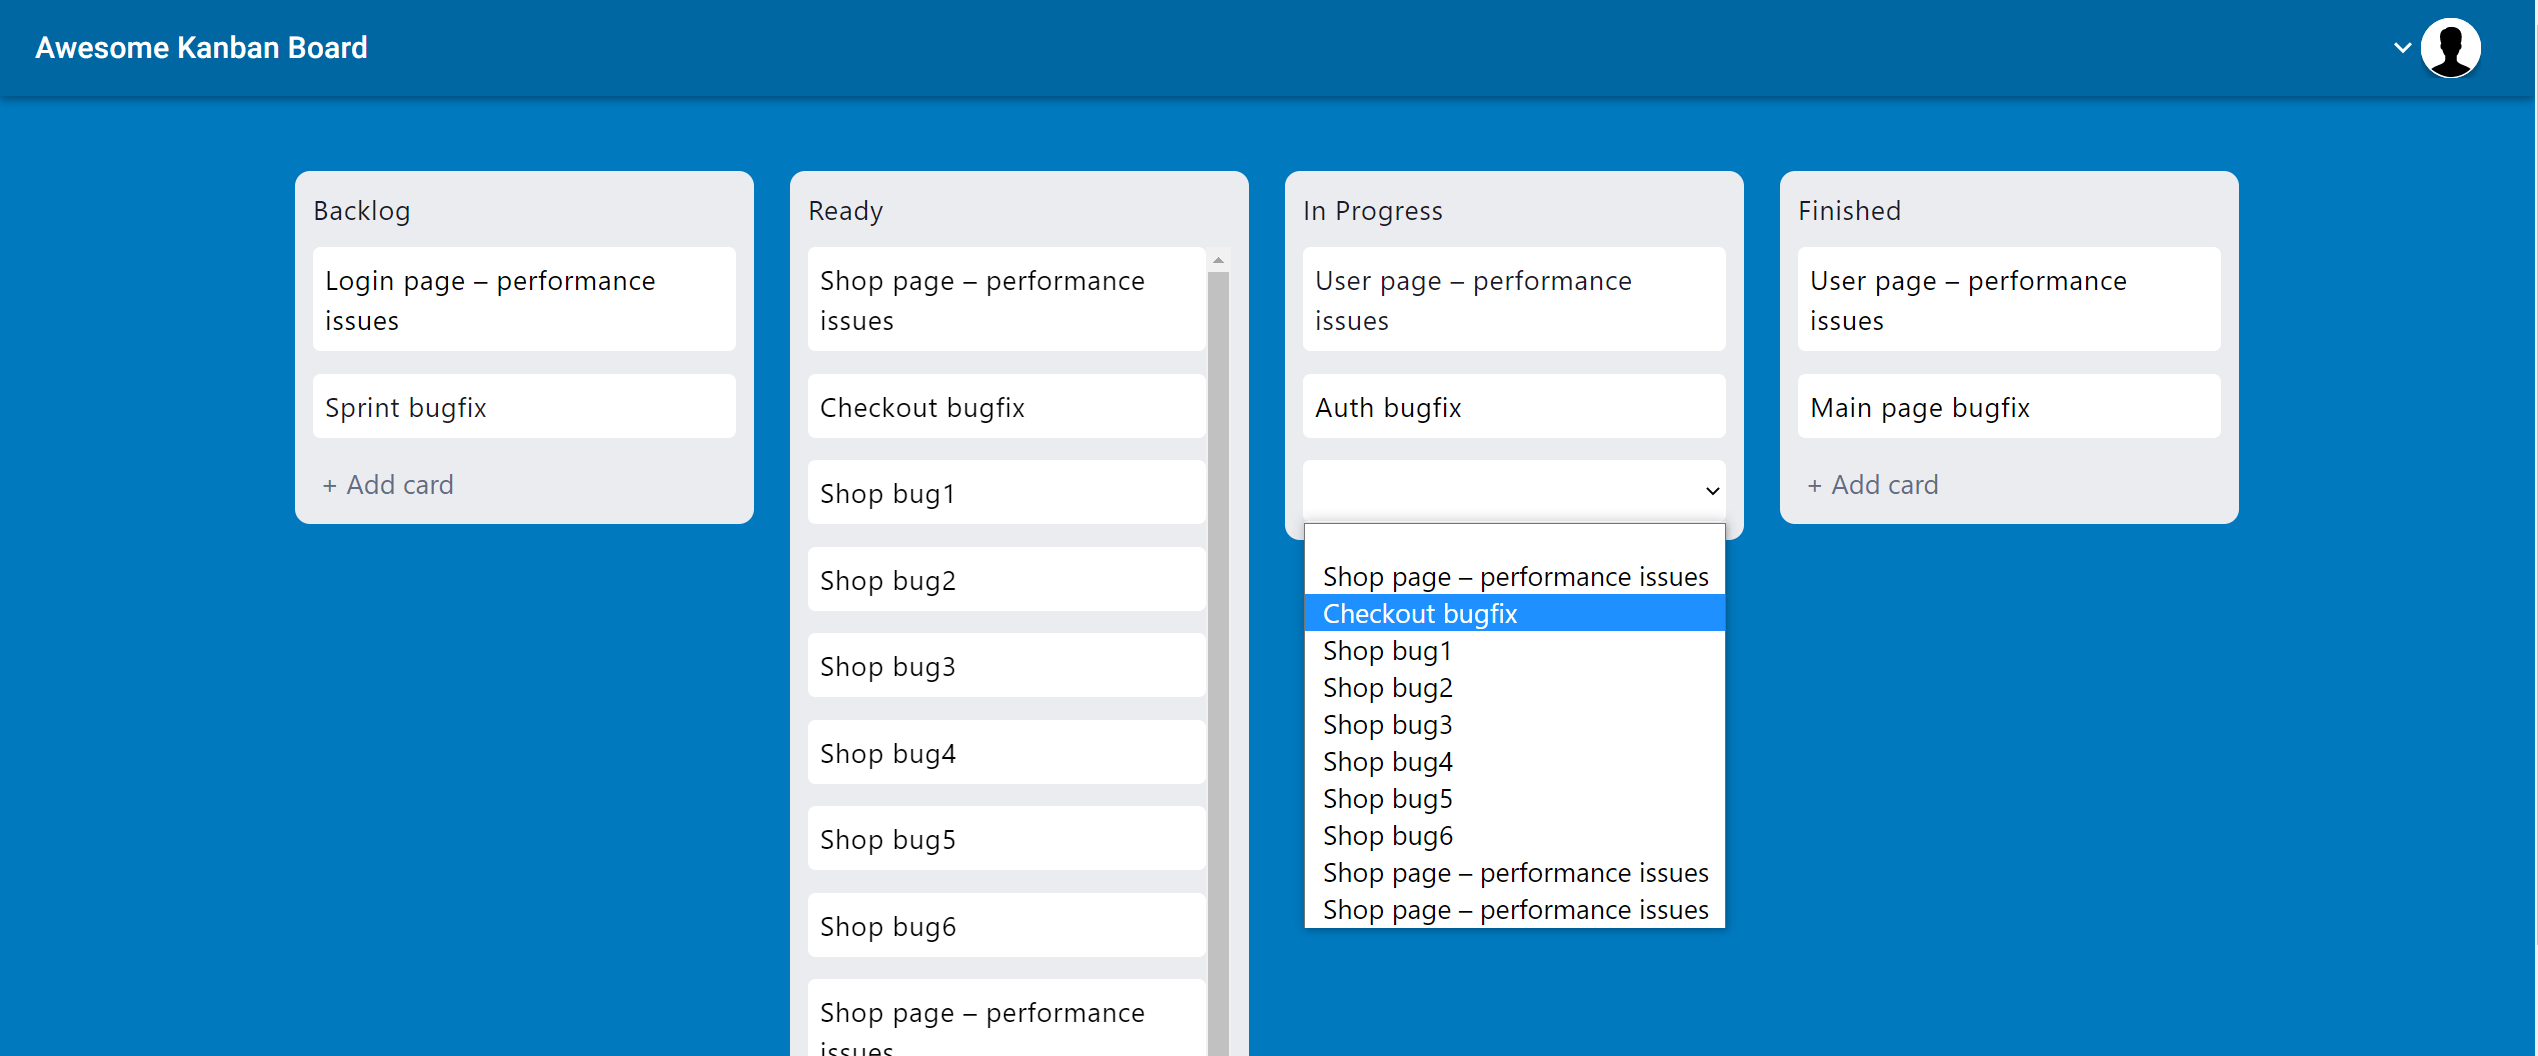 Awesome Kanban Board
Backlog
Login page – performance
issues
Sprint bugfix
+ Add card
Ready
Shop page – performance
issues
Checkout bugfix
Shop bug1
Shop bug2
Shop bug3
Shop bug4
Shop bug5
Shop bug6
Shop page – performance
issues
In Progress
User page – performance
issues
Auth bugfix
Shop page – performance issues
Checkout bugfix
Shop bug1
Shop bug2
Shop bug3
Shop bug4
Shop bug5
Shop bug6
Shop page – performance issues
Shop page – performance issues
Finished
User page – performance
issues
Main page bugfix
+ Add card